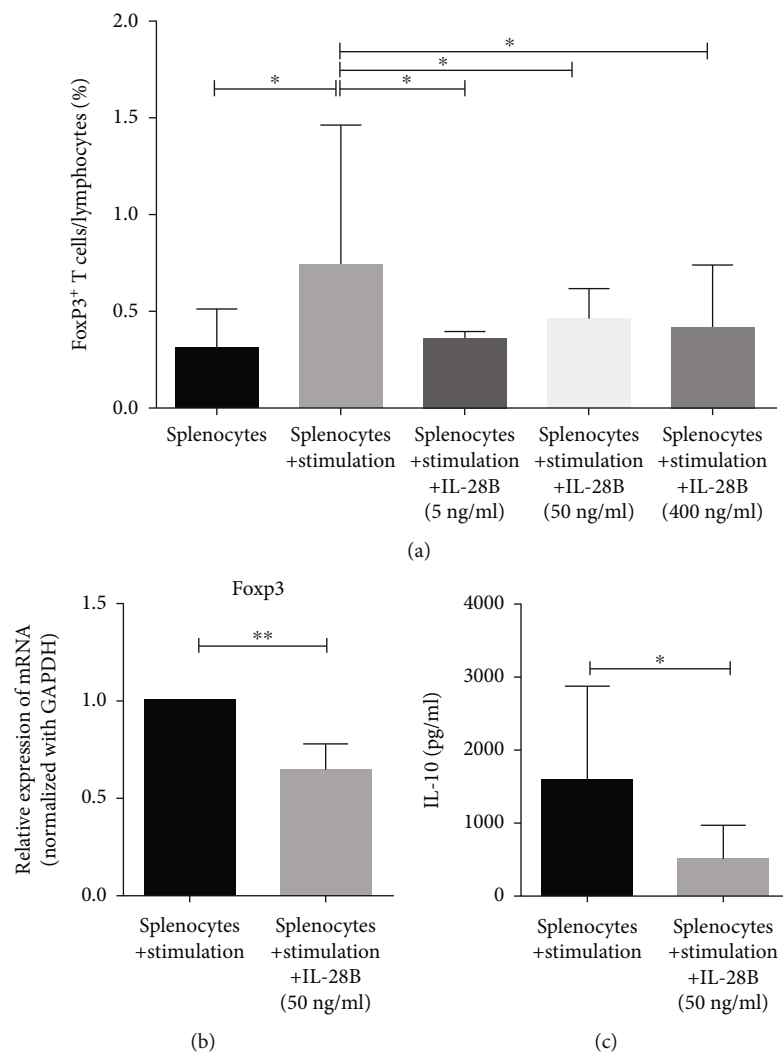 2.0
1.5
1.0
0.5
0.0
FoxP3⁺ T cells/lymphocytes (%)
*
*
*
*
Splenocytes
Splenocytes
+stimulation
Splenocytes
+stimulation
+IL-28B
(5 ng/ml)
Splenocytes
+stimulation
+IL-28B
(50 ng/ml)
Splenocytes
+stimulation
+IL-28B
(400 ng/ml)
(a)
Foxp3
1.5
1.0
0.5
0.0
Relative expression of mRNA
(normalized with GAPDH)
**
Splenocytes
+stimulation
Splenocytes
+stimulation
+IL-28B
(50 ng/ml)
(b)
4000
3000
2000
1000
0
IL-10 (pg/ml)
*
Splenocytes
+stimulation
Splenocytes
+stimulation
+IL-28B
(50 ng/ml)
(c)